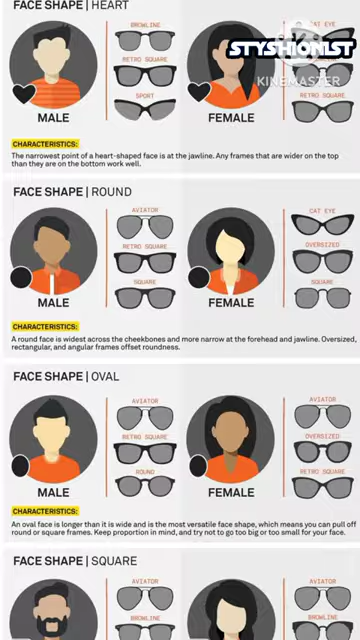 FACE SHAPE | HEART
BROWLINE
RETRO SQUARE
SPORT
MALE
CAT EYE
STYSHIONIST
KINEMASTER
RETRO SQUARE
FEMALE
CHARACTERISTICS:
The narrowest point of a heart-shaped face is at the jawline. Any frames that are wider on the top
than they are on the bottom work well.
FACE SHAPE | ROUND
AVIATOR
RETRO SQUARE
SQUARE
MALE
CAT EYE
OVERSIZED
SQUARE
FEMALE
CHARACTERISTICS:
A round face is widest across the cheekbones and more narrow at the forehead and jawline. Oversized,
rectangular, and angular frames offset roundness.
FACE SHAPE | OVAL
AVIATOR
RETRO SQUARE
ROUND
MALE
AVIATOR
OVERSIZED
RETRO SQUARE
FEMALE
CHARACTERISTICS:
An oval face is longer than it is wide and is the most versatile face shape, which means you can pull off
round or square frames. Keep proportion in mind, and try not to go too big or too small for your face.
FACE SHAPE | SQUARE
AVIATOR
BROWLINE
AVIATOR
BROWLINE